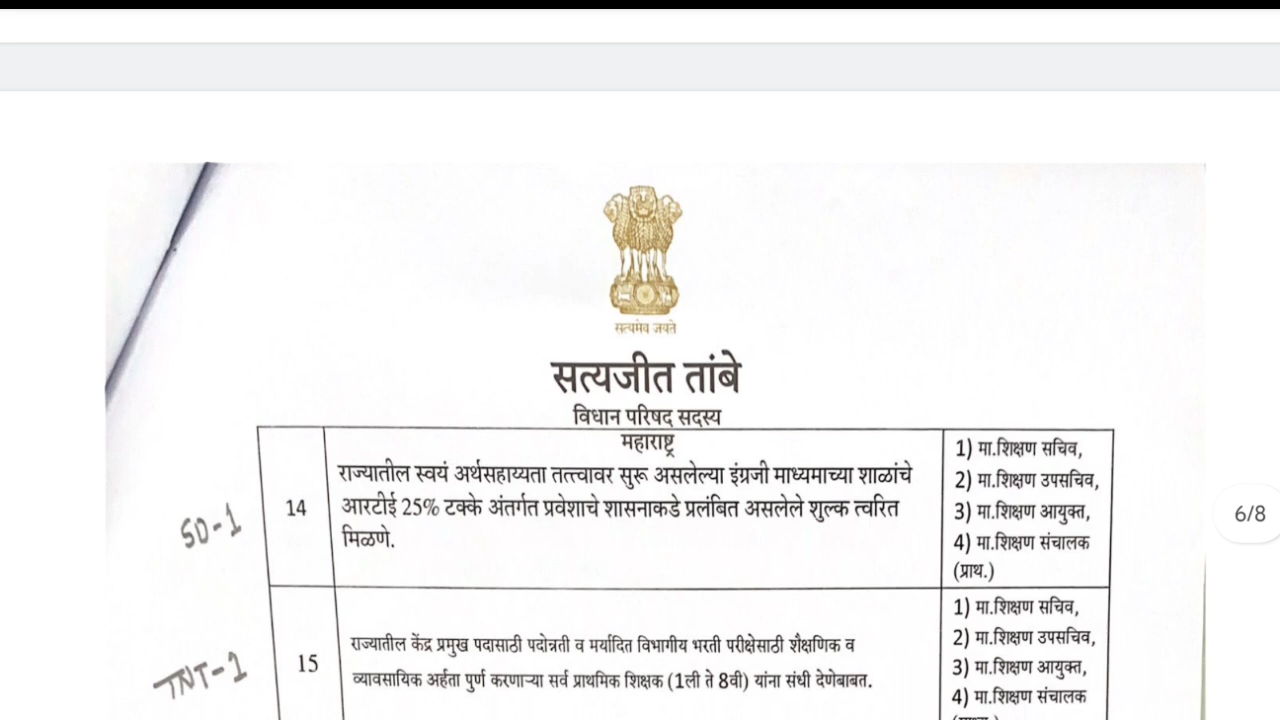 सत्यमेव जयते
सत्यजीत तांबे
विधान परिषद सदस्य
महाराष्ट्र
SD-1
14
राज्यातील स्वयं अर्थसहाय्यता तत्त्वावर सुरू असलेल्या इंग्रजी माध्यमाच्या शाळांचे
आरटीई 25% टक्के अंतर्गत प्रवेशाचे शासनाकडे प्रलंबित असलेले शुल्क त्वरित
मिळणे.
1) मा.शिक्षण सचिव,
2) मा.शिक्षण उपसचिव,
3) मा.शिक्षण आयुक्त,
4) मा.शिक्षण संचालक
(प्राथ.)
6/8
TNT-1
15
राज्यातील केंद्र प्रमुख पदासाठी पदोन्नती व मर्यादित विभागीय भरती परीक्षेसाठी शैक्षणिक व
व्यावसायिक अर्हता पुर्ण करणाऱ्या सर्व प्राथमिक शिक्षक (1ली ते 8वी) यांना संधी देणेबाबत.
1) मा.शिक्षण सचिव,
2) मा.शिक्षण उपसचिव,
3) मा.शिक्षण आयुक्त,
4) मा.शिक्षण संचालक